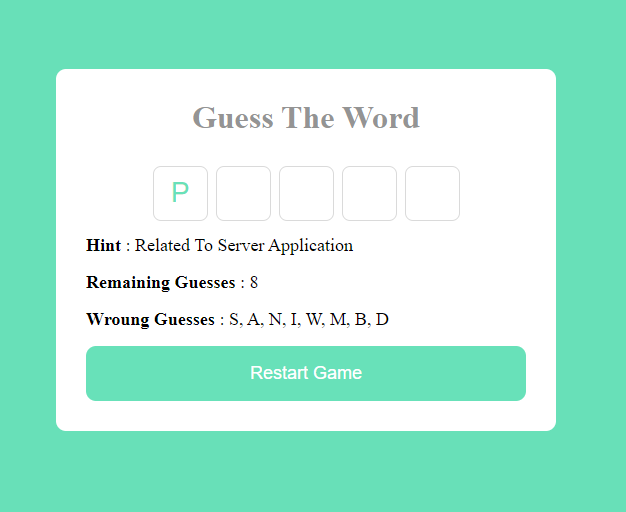 Guess The Word
P
Hint : Related To Server Application
Remaining Guesses : 8
Wroung Guesses : S, A, N, I, W, M, B, D
Restart Game